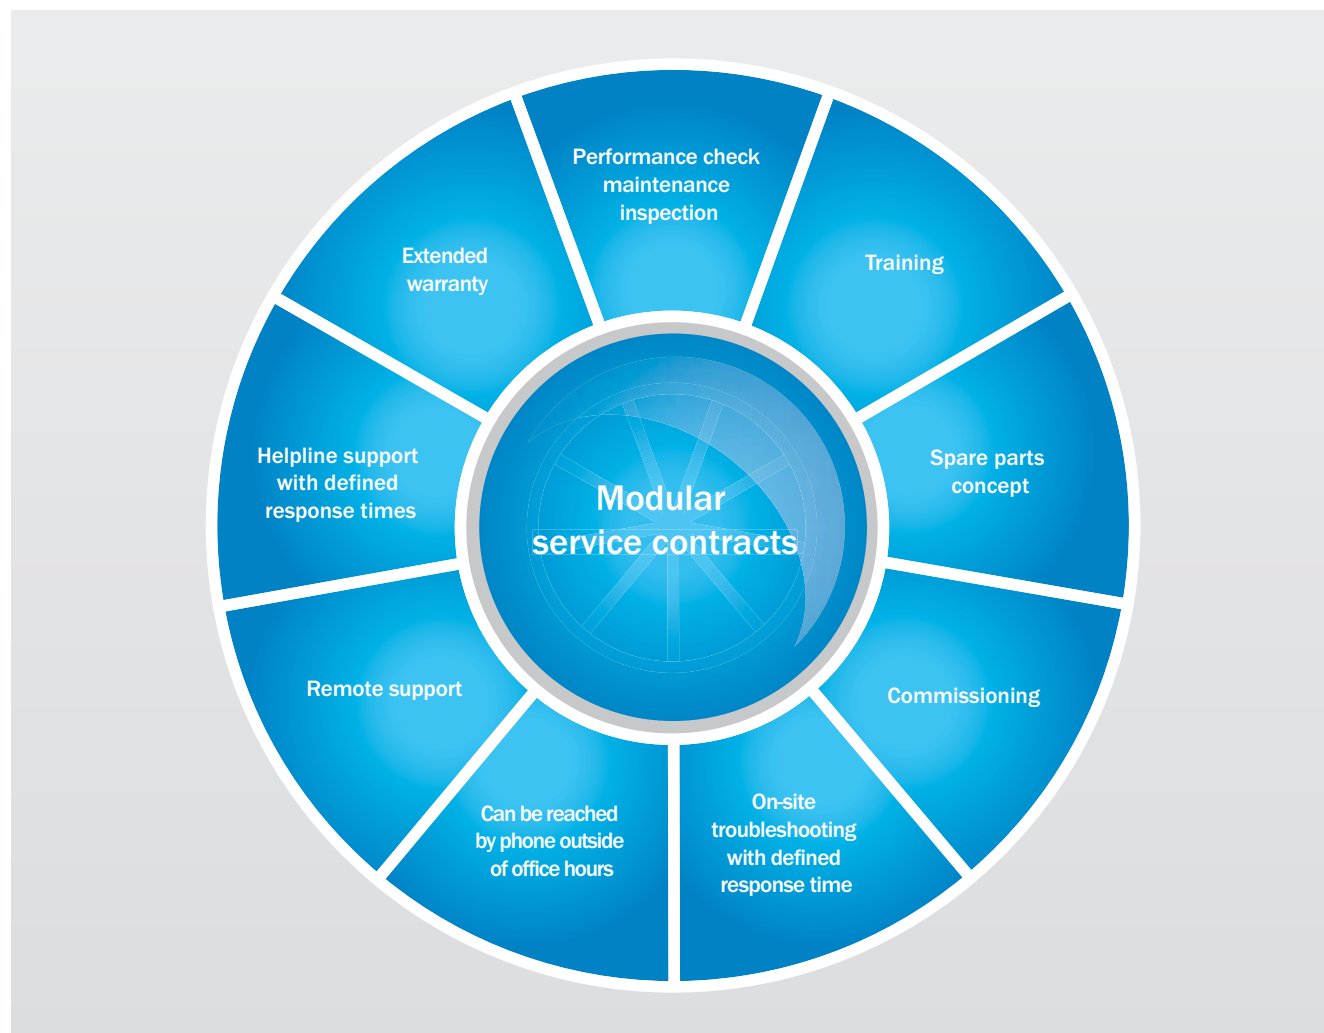 Performance check
maintenance
inspection
Training
Spare parts
concept
Commissioning
On-site
troubleshooting
with defined
response time
Can be reached
by phone outside
of office hours
Remote support
Helpline support
with defined
response times
Extended
warranty
Modular
service contracts